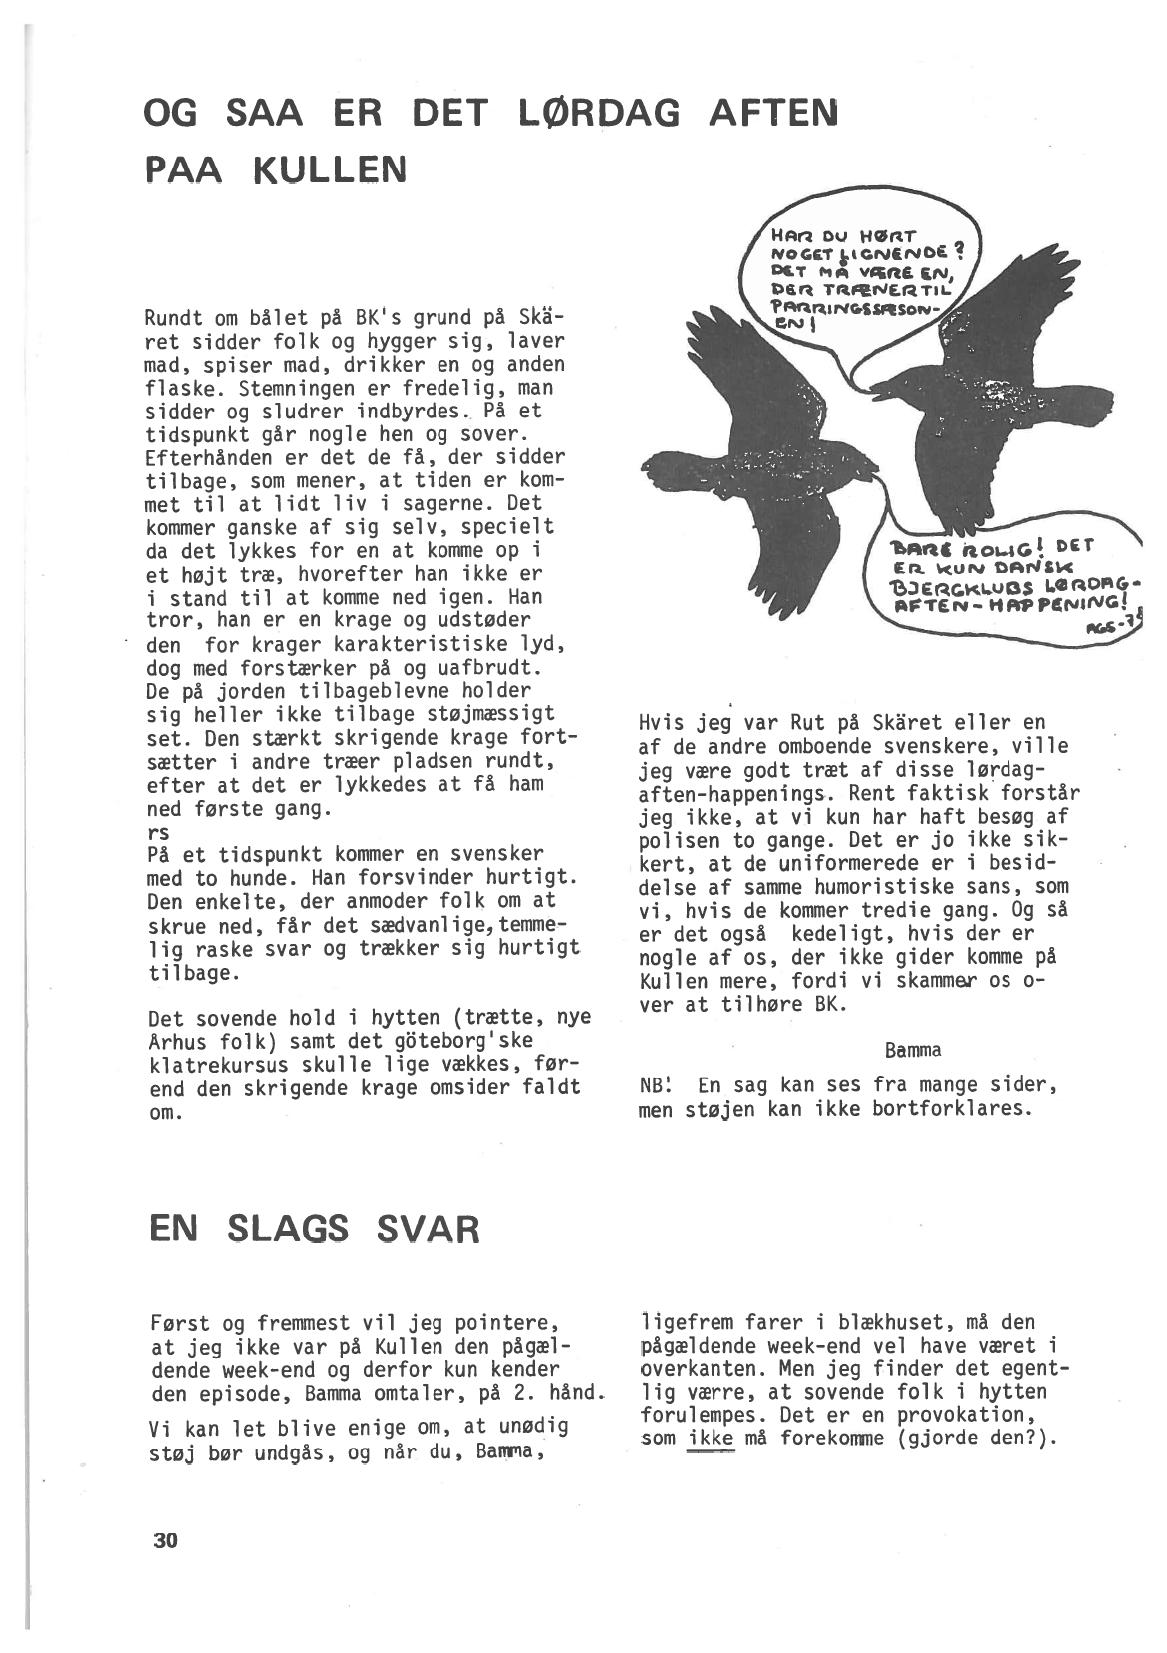 OG SAA ER DET LØRDAG AFTEN
PAA KULLEN
Rundt om bålet på BK's grund på Skä-
ret sidder folk og hygger sig, laver
mad, spiser mad, drikker en og anden
flaske. Stemningen er fredelig, man
sidder og sludrer indbyrdes. På et
tidspunkt går nogle hen og sover.
Efterhånden er det de få, der sidder
tilbage, som mener, at tiden er kom-
met til at lidt liv i sagerne. Det
kommer ganske af sig selv, specielt
da det lykkes for en at komme op i
et højt træ, hvorefter han ikke er
i stand til at komme ned igen. Han
tror, han er en krage og udstøder
den for krager karakteristiske lyd,
dog med forstærker på og uafbrudt.
De på jorden tilbageblevne holder
sig heller ikke tilbage støjmæssigt
set. Den stærkt skrigende krage fort-
sætter i andre træer pladsen rundt,
efter at det er lykkedes at få ham
ned første gang.
rs
På et tidspunkt kommer en svensker
med to hunde. Han forsvinder hurtigt.
Den enkelte, der anmoder folk om at
skrue ned, får det sædvanlige, temme-
lig raske svar og trækker sig hurtigt
tilbage.
Det sovende hold i hytten (trætte, nye
Århus folk) samt det göteborg'ske
klatrekursus skulle lige vækkes, før-
end den skrigende krage omsider faldt
om.
HAR DU HØRT
NOGET LIGNENDE?
DET MÅ VÆRE EN,
DER TRÆNER TIL
PARRINGSSÆSON-
EN!
BARE ROLIG! DET
ER KUN DANSK
BJERGKLUBS LØRDAG-
AFTEN-HAPPENING!
Hvis jeg var Rut på Skäret eller en
af de andre omboende svenskere, ville
jeg være godt træt af disse lørdag-
aften-happenings. Rent faktisk forstår
jeg ikke, at vi kun har haft besøg af
polisen to gange. Det er jo ikke sik-
kert, at de uniformerede er i besid-
delse af samme humoristiske sans, som
vi, hvis de kommer tredie gang. Og så
er det også kedeligt, hvis der er
nogle af os, der ikke gider komme på
Kullen mere, fordi vi skammer os o-
ver at tilhøre BK.
Bamma
NB! En sag kan ses fra mange sider,
men støjen kan ikke bortforklares.
EN SLAGS SVAR
Først og fremmest vil jeg pointere,
at jeg ikke var på Kullen den pågæl-
dende week-end og derfor kun kender
den episode, Bamma omtaler, på 2. hånd.
Vi kan let blive enige om, at unødig
støj bør undgås, og når du, Bamma,
ligefrem farer i blækhuset, må den
pågældende week-end vel have været i
overkanten. Men jeg finder det egent-
lig værre, at sovende folk i hytten
forulempes. Det er en provokation,
som ikke må forekomme (gjorde den?).
30